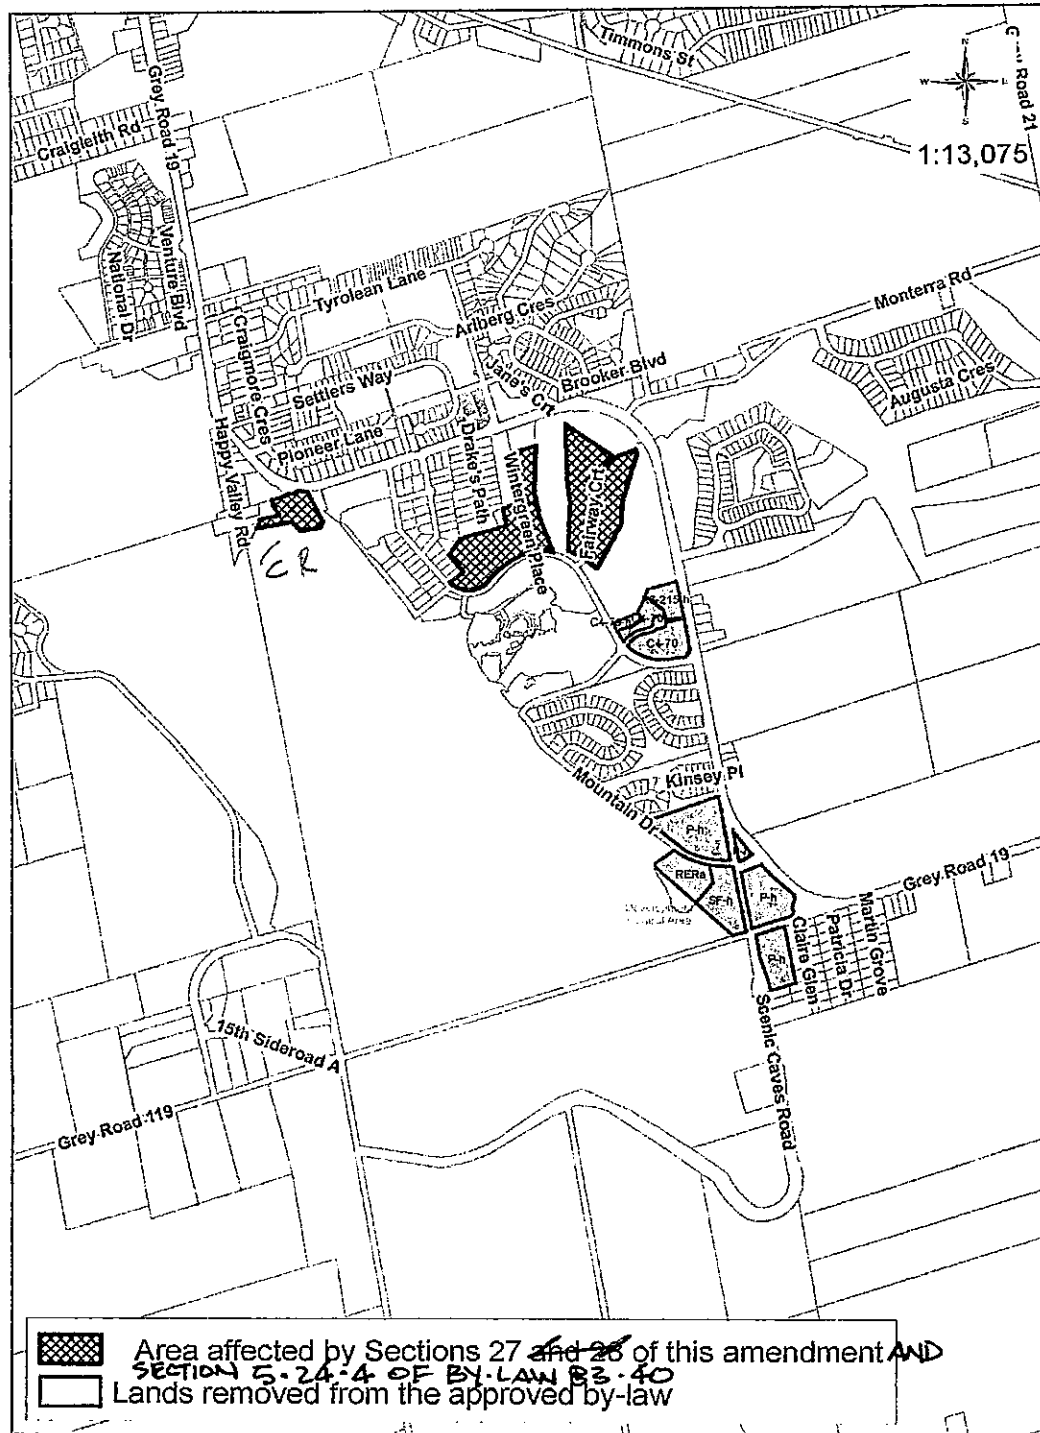 Timmons St
Road 21
Grey Road 19
N
W
S
1:13,075
Craigleith Rd
Venture Blvd
National Dr
Tyrolean Lane
Arlberg Cres
Monterra Rd
Craigmore Cres
Settlers Way
Jane's Crt
Brooker Blvd
Augusta Cres
Pioneer Lane
Drake's Path
Happy Valley Rd
Wintergreen Place
Fairway Crt
CR
C4-70
Kinsey Pl
Mountain Dr
P-h
RERa
SF-h
P-h
P-h
Grey Road 19
Claire Glen
Patricia Dr
Martin Grove
Scenic Caves Road
15th Sideroad A
Grey Road 119
Area affected by Sections 27 and 28 of this amendment AND
SECTION 5.24.4 OF BY-LAW 83-40
Lands removed from the approved by-law